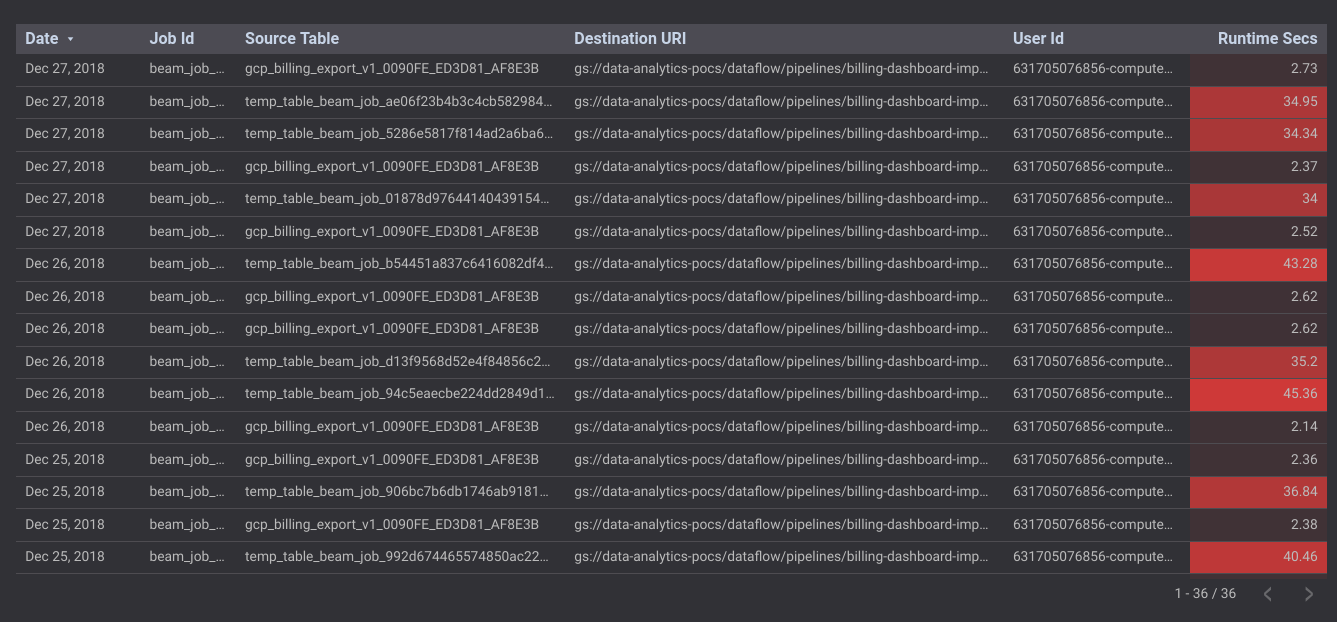 Date Job Id Source Table Destination URI User Id Runtime Secs
Dec 27, 2018 beam_job_... gcp_billing_export_v1_0090FE_ED3D81_AF8E3B gs://data-analytics-pocs/dataflow/pipelines/billing-dashboard-imp... 631705076856-compute... 2.73
Dec 27, 2018 beam_job_... temp_table_beam_job_ae06f23b4b3c4cb582984... gs://data-analytics-pocs/dataflow/pipelines/billing-dashboard-imp... 631705076856-compute... 34.95
Dec 27, 2018 beam_job_... temp_table_beam_job_5286e5817f814ad2a6ba6... gs://data-analytics-pocs/dataflow/pipelines/billing-dashboard-imp... 631705076856-compute... 34.34
Dec 27, 2018 beam_job_... gcp_billing_export_v1_0090FE_ED3D81_AF8E3B gs://data-analytics-pocs/dataflow/pipelines/billing-dashboard-imp... 631705076856-compute... 2.37
Dec 27, 2018 beam_job_... temp_table_beam_job_01878d97644140439154... gs://data-analytics-pocs/dataflow/pipelines/billing-dashboard-imp... 631705076856-compute... 34
Dec 27, 2018 beam_job_... gcp_billing_export_v1_0090FE_ED3D81_AF8E3B gs://data-analytics-pocs/dataflow/pipelines/billing-dashboard-imp... 631705076856-compute... 2.52
Dec 26, 2018 beam_job_... temp_table_beam_job_b54451a837c6416082df4... gs://data-analytics-pocs/dataflow/pipelines/billing-dashboard-imp... 631705076856-compute... 43.28
Dec 26, 2018 beam_job_... gcp_billing_export_v1_0090FE_ED3D81_AF8E3B gs://data-analytics-pocs/dataflow/pipelines/billing-dashboard-imp... 631705076856-compute... 2.62
Dec 26, 2018 beam_job_... gcp_billing_export_v1_0090FE_ED3D81_AF8E3B gs://data-analytics-pocs/dataflow/pipelines/billing-dashboard-imp... 631705076856-compute... 2.62
Dec 26, 2018 beam_job_... temp_table_beam_job_d13f9568d52e4f84856c2... gs://data-analytics-pocs/dataflow/pipelines/billing-dashboard-imp... 631705076856-compute... 35.2
Dec 26, 2018 beam_job_... temp_table_beam_job_94c5eaecbe224dd2849d1... gs://data-analytics-pocs/dataflow/pipelines/billing-dashboard-imp... 631705076856-compute... 45.36
Dec 26, 2018 beam_job_... gcp_billing_export_v1_0090FE_ED3D81_AF8E3B gs://data-analytics-pocs/dataflow/pipelines/billing-dashboard-imp... 631705076856-compute... 2.14
Dec 25, 2018 beam_job_... gcp_billing_export_v1_0090FE_ED3D81_AF8E3B gs://data-analytics-pocs/dataflow/pipelines/billing-dashboard-imp... 631705076856-compute... 2.36
Dec 25, 2018 beam_job_... temp_table_beam_job_906bc7b6db1746ab9181... gs://data-analytics-pocs/dataflow/pipelines/billing-dashboard-imp... 631705076856-compute... 36.84
Dec 25, 2018 beam_job_... gcp_billing_export_v1_0090FE_ED3D81_AF8E3B gs://data-analytics-pocs/dataflow/pipelines/billing-dashboard-imp... 631705076856-compute... 2.38
Dec 25, 2018 beam_job_... temp_table_beam_job_992d674465574850ac22... gs://data-analytics-pocs/dataflow/pipelines/billing-dashboard-imp... 631705076856-compute... 40.46
1 - 36 / 36